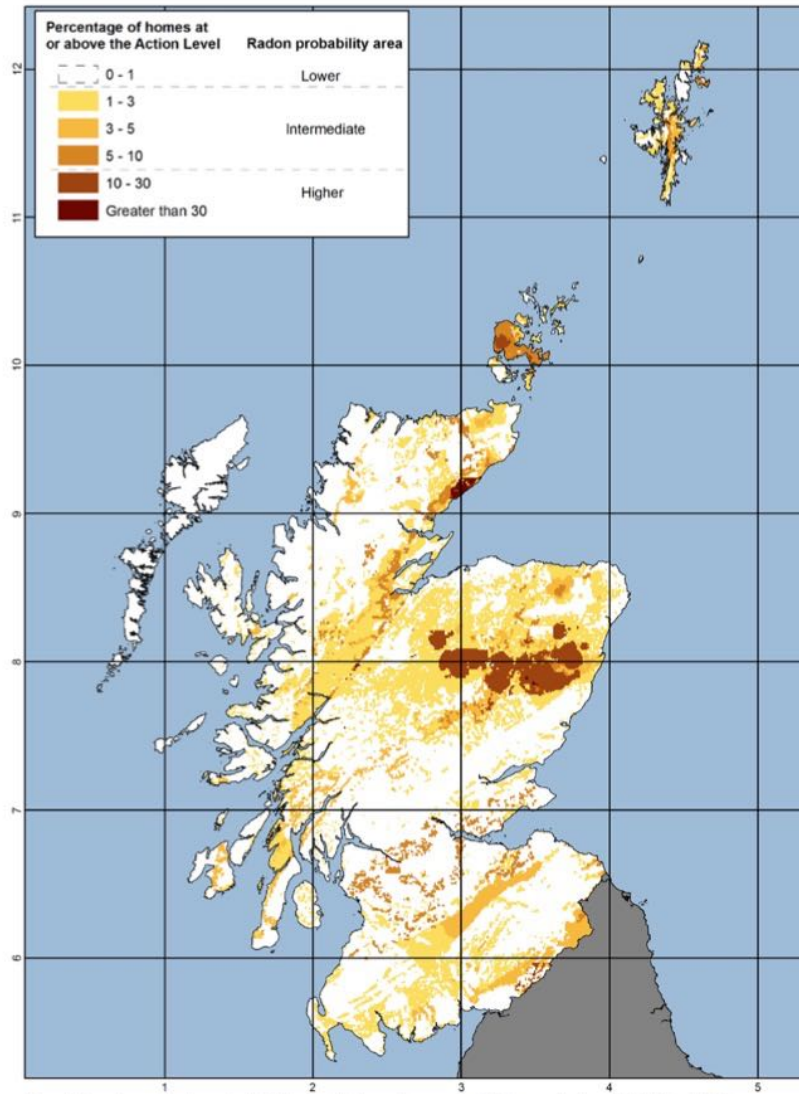 Percentage of homes at
or above the Action Level
Radon probability area
0 - 1
Lower
1 - 3
3 - 5
Intermediate
5 - 10
10 - 30
Higher
Greater than 30
12
11
10
9
8
7
6
1 2 3 4 5